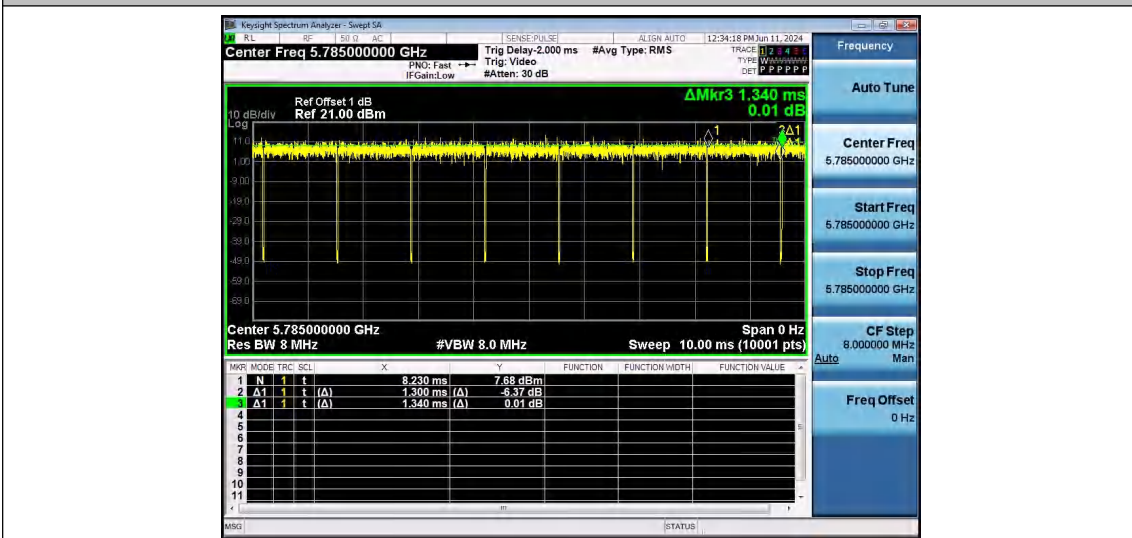 Keysight Spectrum Analyzer - Swept SA
RL RF 50 Ω AC SENSE:PULSE ALIGN AUTO 12:34:18 PM Jun 11, 2024
Center Freq 5.785000000 GHz
PNO: Fast
IFGain:Low
Trig Delay-2.000 ms #Avg Type: RMS
Trig: Video
#Atten: 30 dB
TRACE 1 2 3 4 5 6
TYPE
DET P P P P P P
Frequency
Auto Tune
Center Freq
5.785000000 GHz
Start Freq
5.785000000 GHz
Stop Freq
5.785000000 GHz
CF Step
8.000000 MHz
Auto Man
Freq Offset
0 Hz
ΔMkr3 1.340 ms
0.01 dB
Ref Offset 1 dB
10 dB/div Ref 21.00 dBm
Log
11.0
1.00
-9.00
-19.0
-29.0
-39.0
-49.0
-59.0
-69.0
1
2Δ1
Center 5.785000000 GHz Span 0 Hz
Res BW 8 MHz #VBW 8.0 MHz Sweep 10.00 ms (10001 pts)
MKR MODE TRC SCL X Y FUNCTION FUNCTION WIDTH FUNCTION VALUE
1 N 1 t 8.230 ms 7.68 dBm
2 Δ1 1 t (Δ) 1.300 ms (Δ) -6.37 dB
3 Δ1 1 t (Δ) 1.340 ms (Δ) 0.01 dB
4
5
6
7
8
9
10
11
MSG STATUS